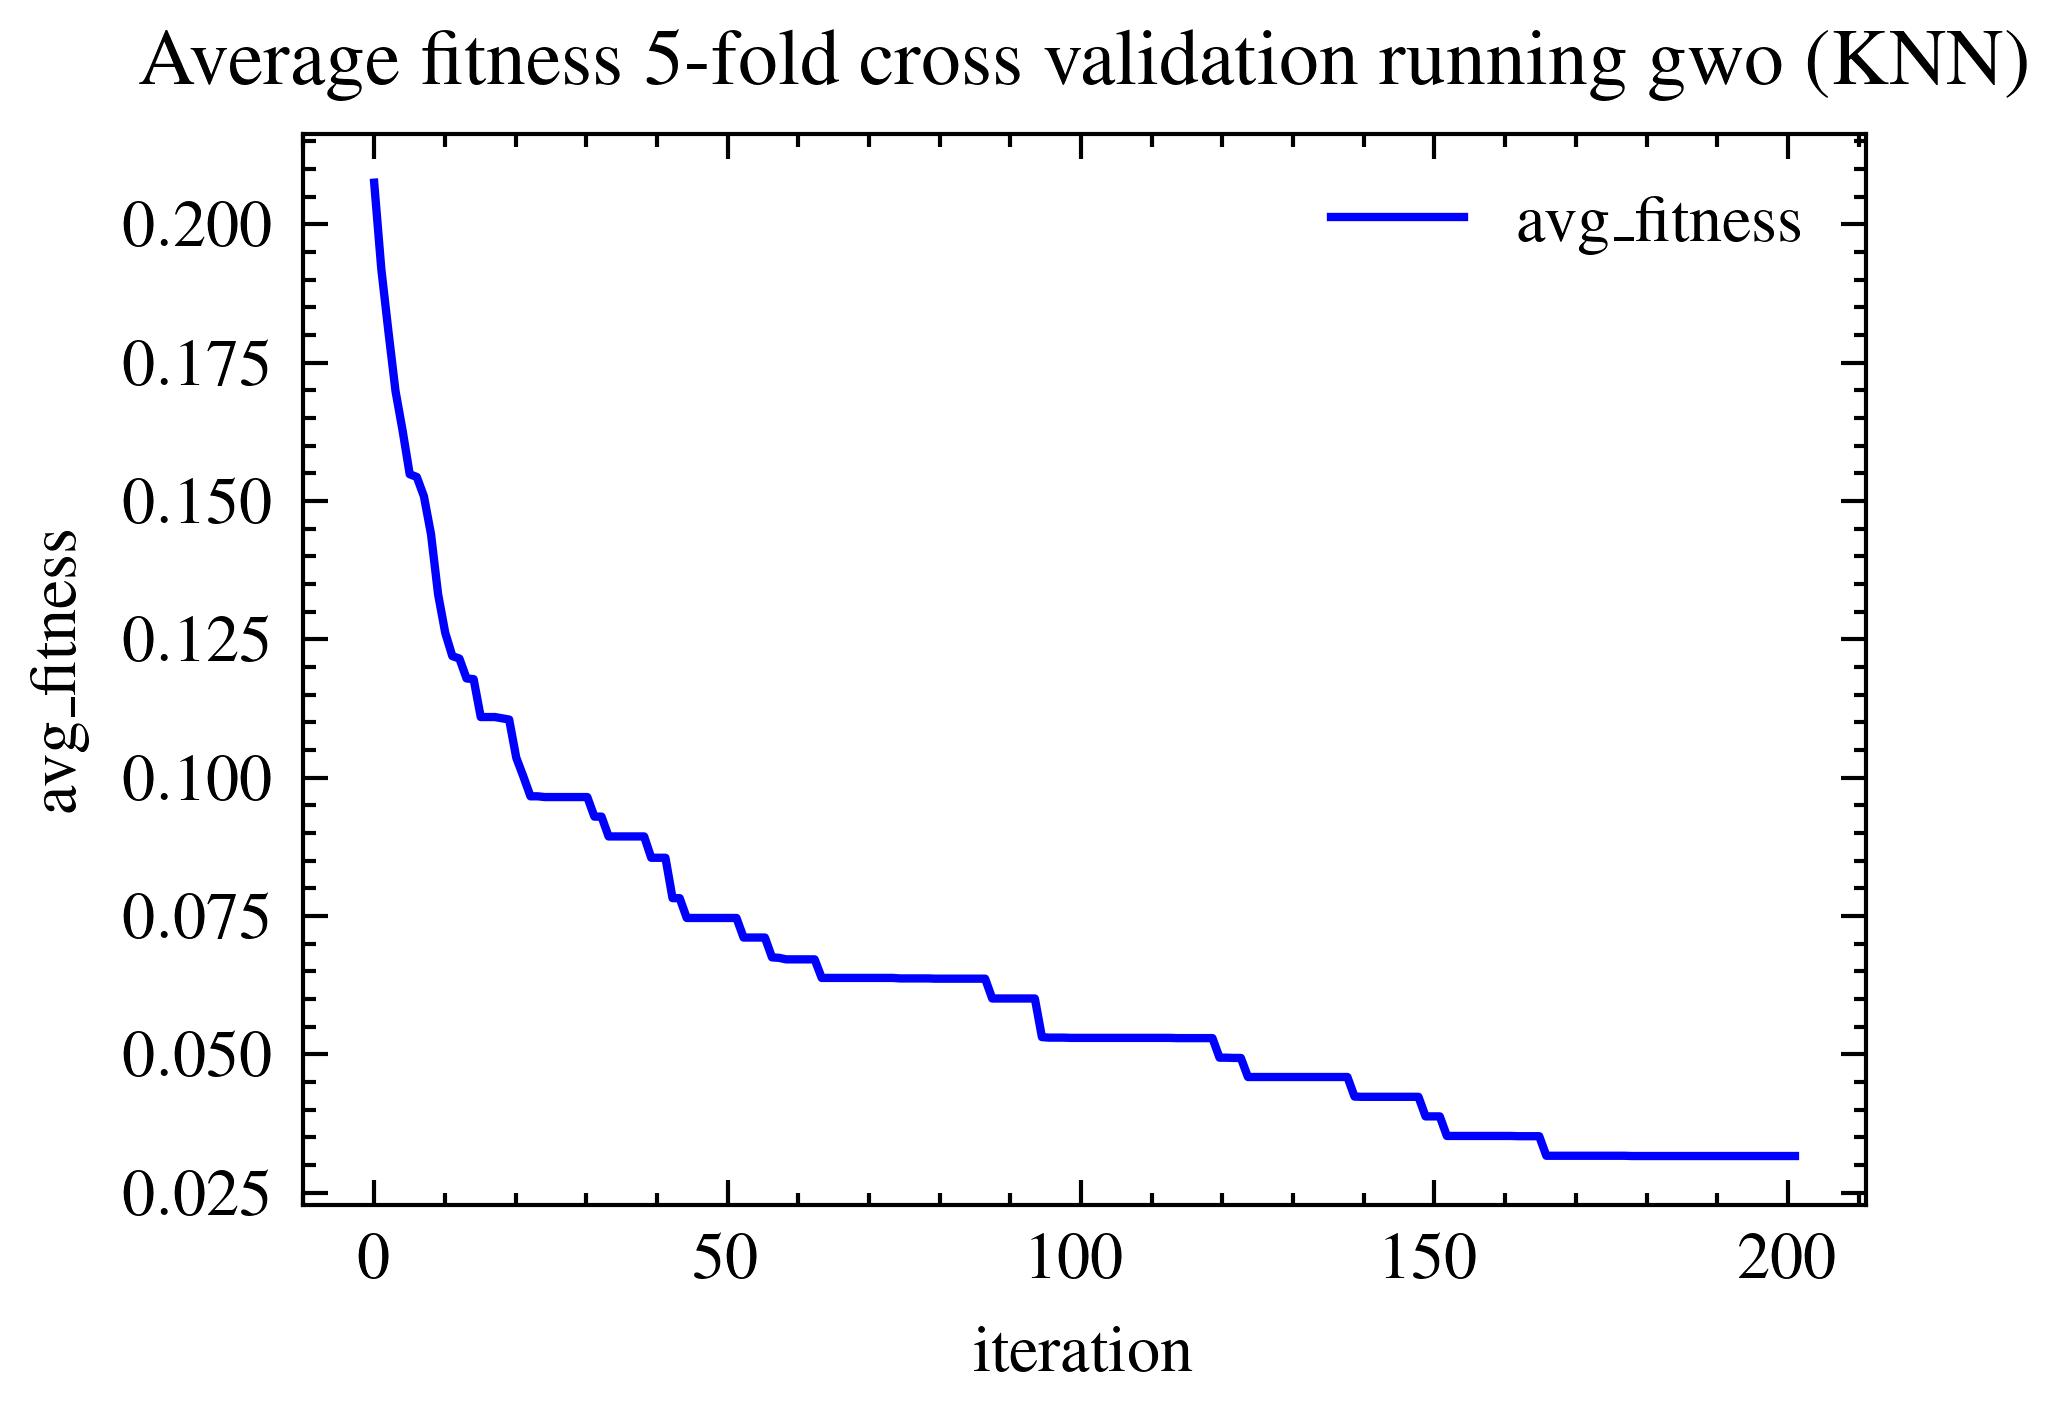 Average fitness 5-fold cross validation running gwo (KNN)
avg_fitness
0.200
0.175
0.150
0.125
0.100
0.075
0.050
0.025
avg_fitness
0 50 100 150 200
iteration